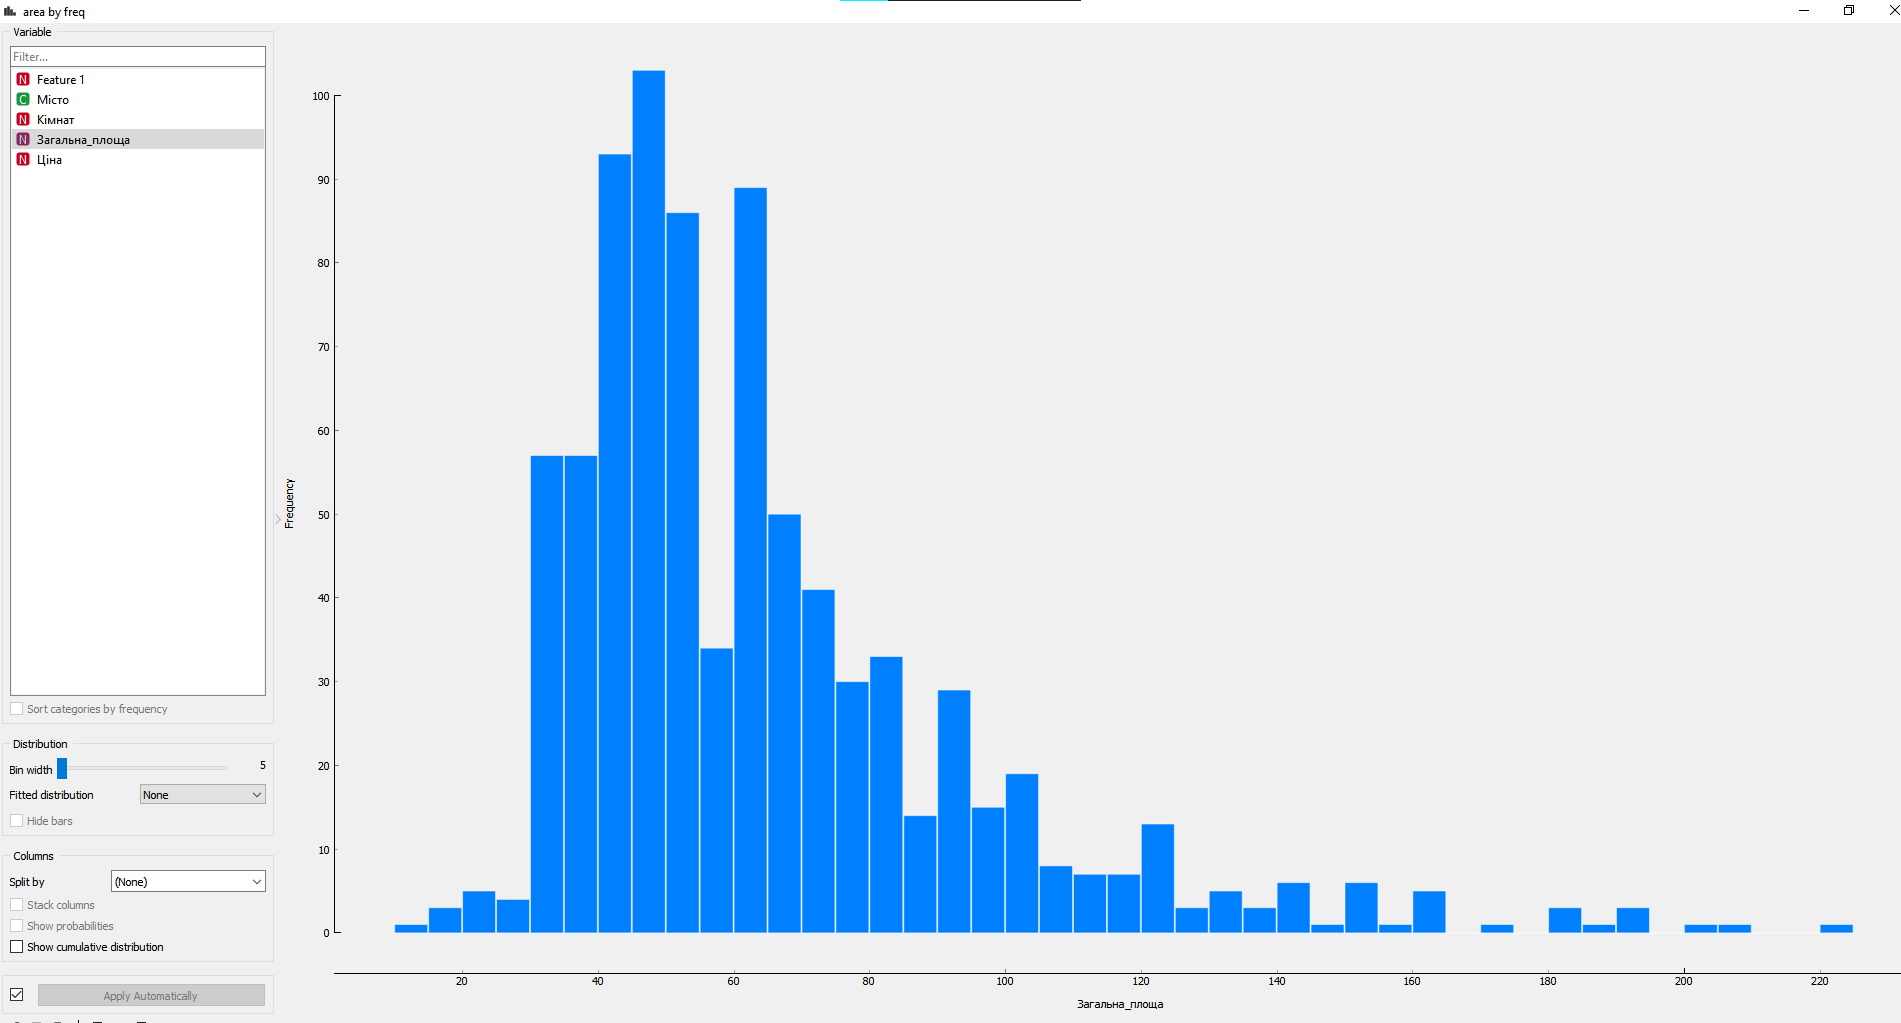 area by freq
Variable
Filter...
N Feature 1
C Місто
N Кімнат
N Загальна_площа
N Ціна
Sort categories by frequency
Distribution
Bin width 5
Fitted distribution None
Hide bars
Columns
Split by (None)
Stack columns
Show probabilities
Show cumulative distribution
Apply Automatically
Frequency
100
90
80
70
60
50
40
30
20
10
0
20 40 60 80 100 120 140 160 180 200 220
Загальна_площа